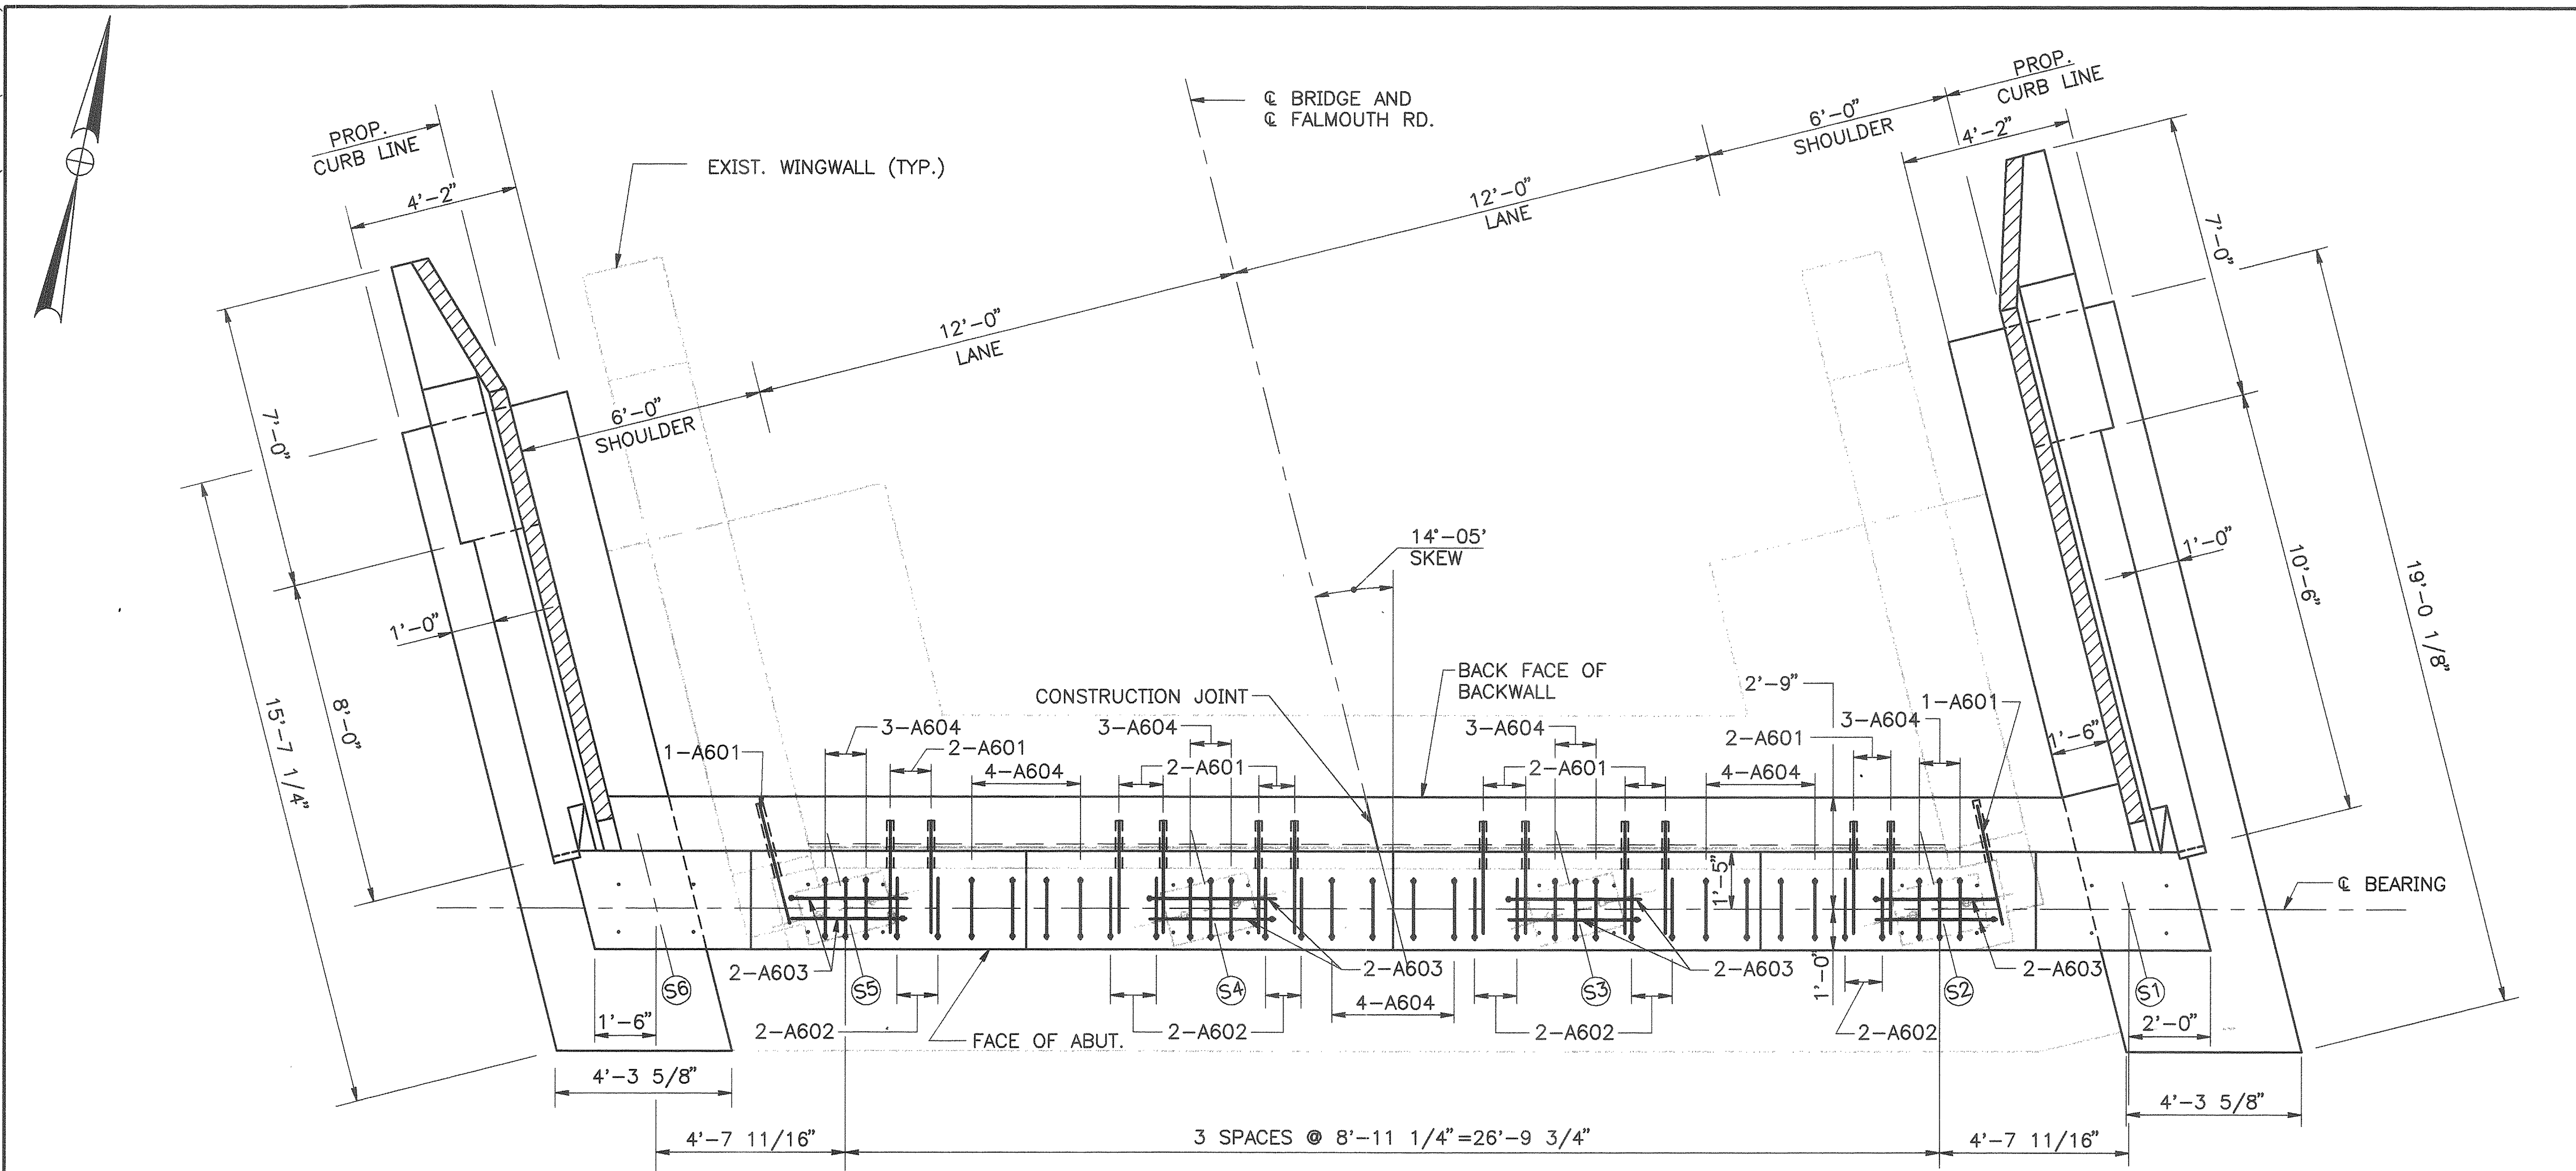 PROP.
CURB LINE
4'-2"
EXIST. WINGWALL (TYP.)
℄ BRIDGE AND
℄ FALMOUTH RD.
PROP.
CURB LINE
6'-0"
SHOULDER
4'-2"
12'-0"
LANE
12'-0"
LANE
6'-0"
SHOULDER
7'-0"
7'-0"
14°-05'
SKEW
1'-0"
1'-0"
10'-6"
19'-0 1/8"
15'-7 1/4"
8'-0"
CONSTRUCTION JOINT
BACK FACE OF
BACKWALL
2'-9"
1-A601
3-A604
2-A601
4-A604
3-A604
2-A601
3-A604
2-A601
4-A604
2-A601
3-A604
1-A601
1'-6"
1'-5"
℄ BEARING
2-A603
2-A603
2-A603
2-A603
1'-0"
S6
S5
S4
S3
S2
S1
1'-6"
2-A602
FACE OF ABUT.
2-A602
4-A604
2-A602
2-A602
2'-0"
4'-3 5/8"
4'-3 5/8"
4'-7 11/16"
3 SPACES @ 8'-11 1/4"=26'-9 3/4"
4'-7 11/16"